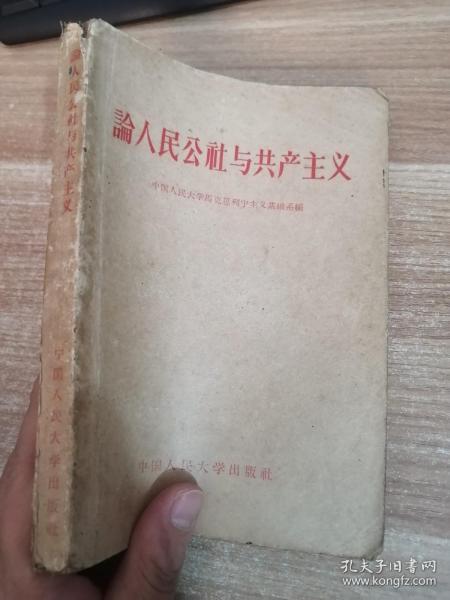 論人民公社与共产主义
中国人民大学馬克思列宁主义基础系編
中国人民大学出版社
論人民公社与共产主义
中国人民大学出版社
孔夫子旧书网
www.kongfz.com